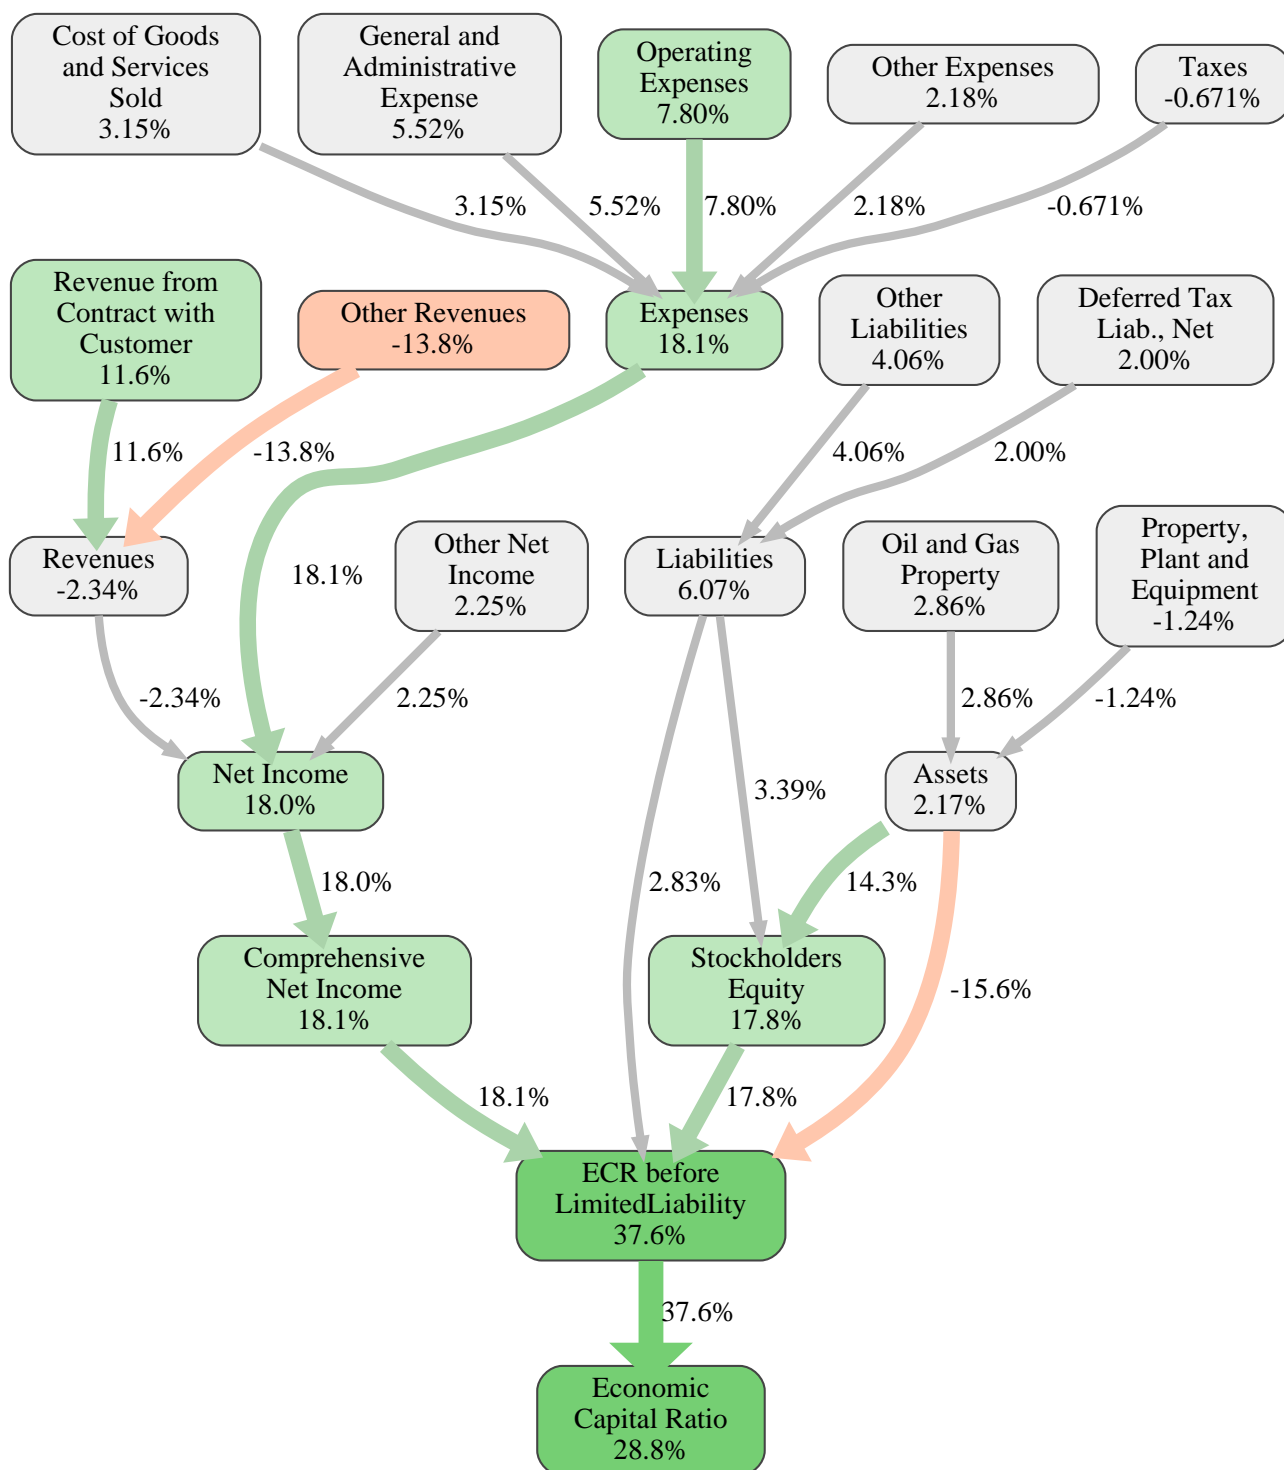 Cost of Goods
and Services
Sold
3.15%
General and
Administrative
Expense
5.52%
Operating
Expenses
7.80%
Other Expenses
2.18%
Taxes
-0.671%
3.15%
5.52%
7.80%
2.18%
-0.671%
Revenue from
Contract with
Customer
11.6%
Other Revenues
-13.8%
Expenses
18.1%
Other
Liabilities
4.06%
Deferred Tax
Liab., Net
2.00%
11.6%
-13.8%
4.06%
2.00%
Revenues
-2.34%
18.1%
Other Net
Income
2.25%
Liabilities
6.07%
Oil and Gas
Property
2.86%
Property,
Plant and
Equipment
-1.24%
-2.34%
2.25%
2.86%
-1.24%
Net Income
18.0%
3.39%
Assets
2.17%
18.0%
2.83%
14.3%
Comprehensive
Net Income
18.1%
Stockholders
Equity
17.8%
-15.6%
18.1%
17.8%
ECR before
LimitedLiability
37.6%
37.6%
Economic
Capital Ratio
28.8%